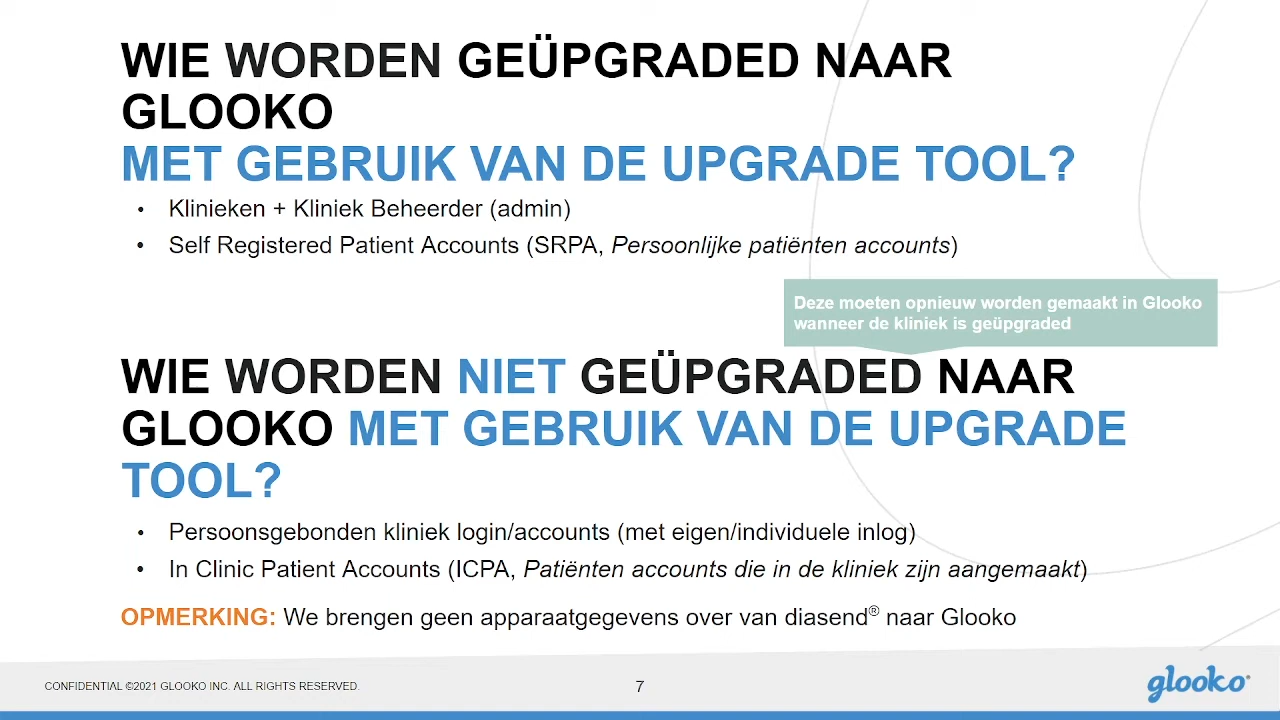 WIE WORDEN GEÜPGRADED NAAR
GLOOKO
MET GEBRUIK VAN DE UPGRADE TOOL?
• Klinieken + Kliniek Beheerder (admin)
• Self Registered Patient Accounts (SRPA, Persoonlijke patiënten accounts)
Deze moeten opnieuw worden gemaakt in Glooko
wanneer de kliniek is geüpgraded
WIE WORDEN NIET GEÜPGRADED NAAR
GLOOKO MET GEBRUIK VAN DE UPGRADE
TOOL?
• Persoonsgebonden kliniek login/accounts (met eigen/individuele inlog)
• In Clinic Patient Accounts (ICPA, Patiënten accounts die in de kliniek zijn aangemaakt)
OPMERKING: We brengen geen apparaatgegevens over van diasend® naar Glooko
CONFIDENTIAL ©2021 GLOOKO INC. ALL RIGHTS RESERVED.
7
glooko®